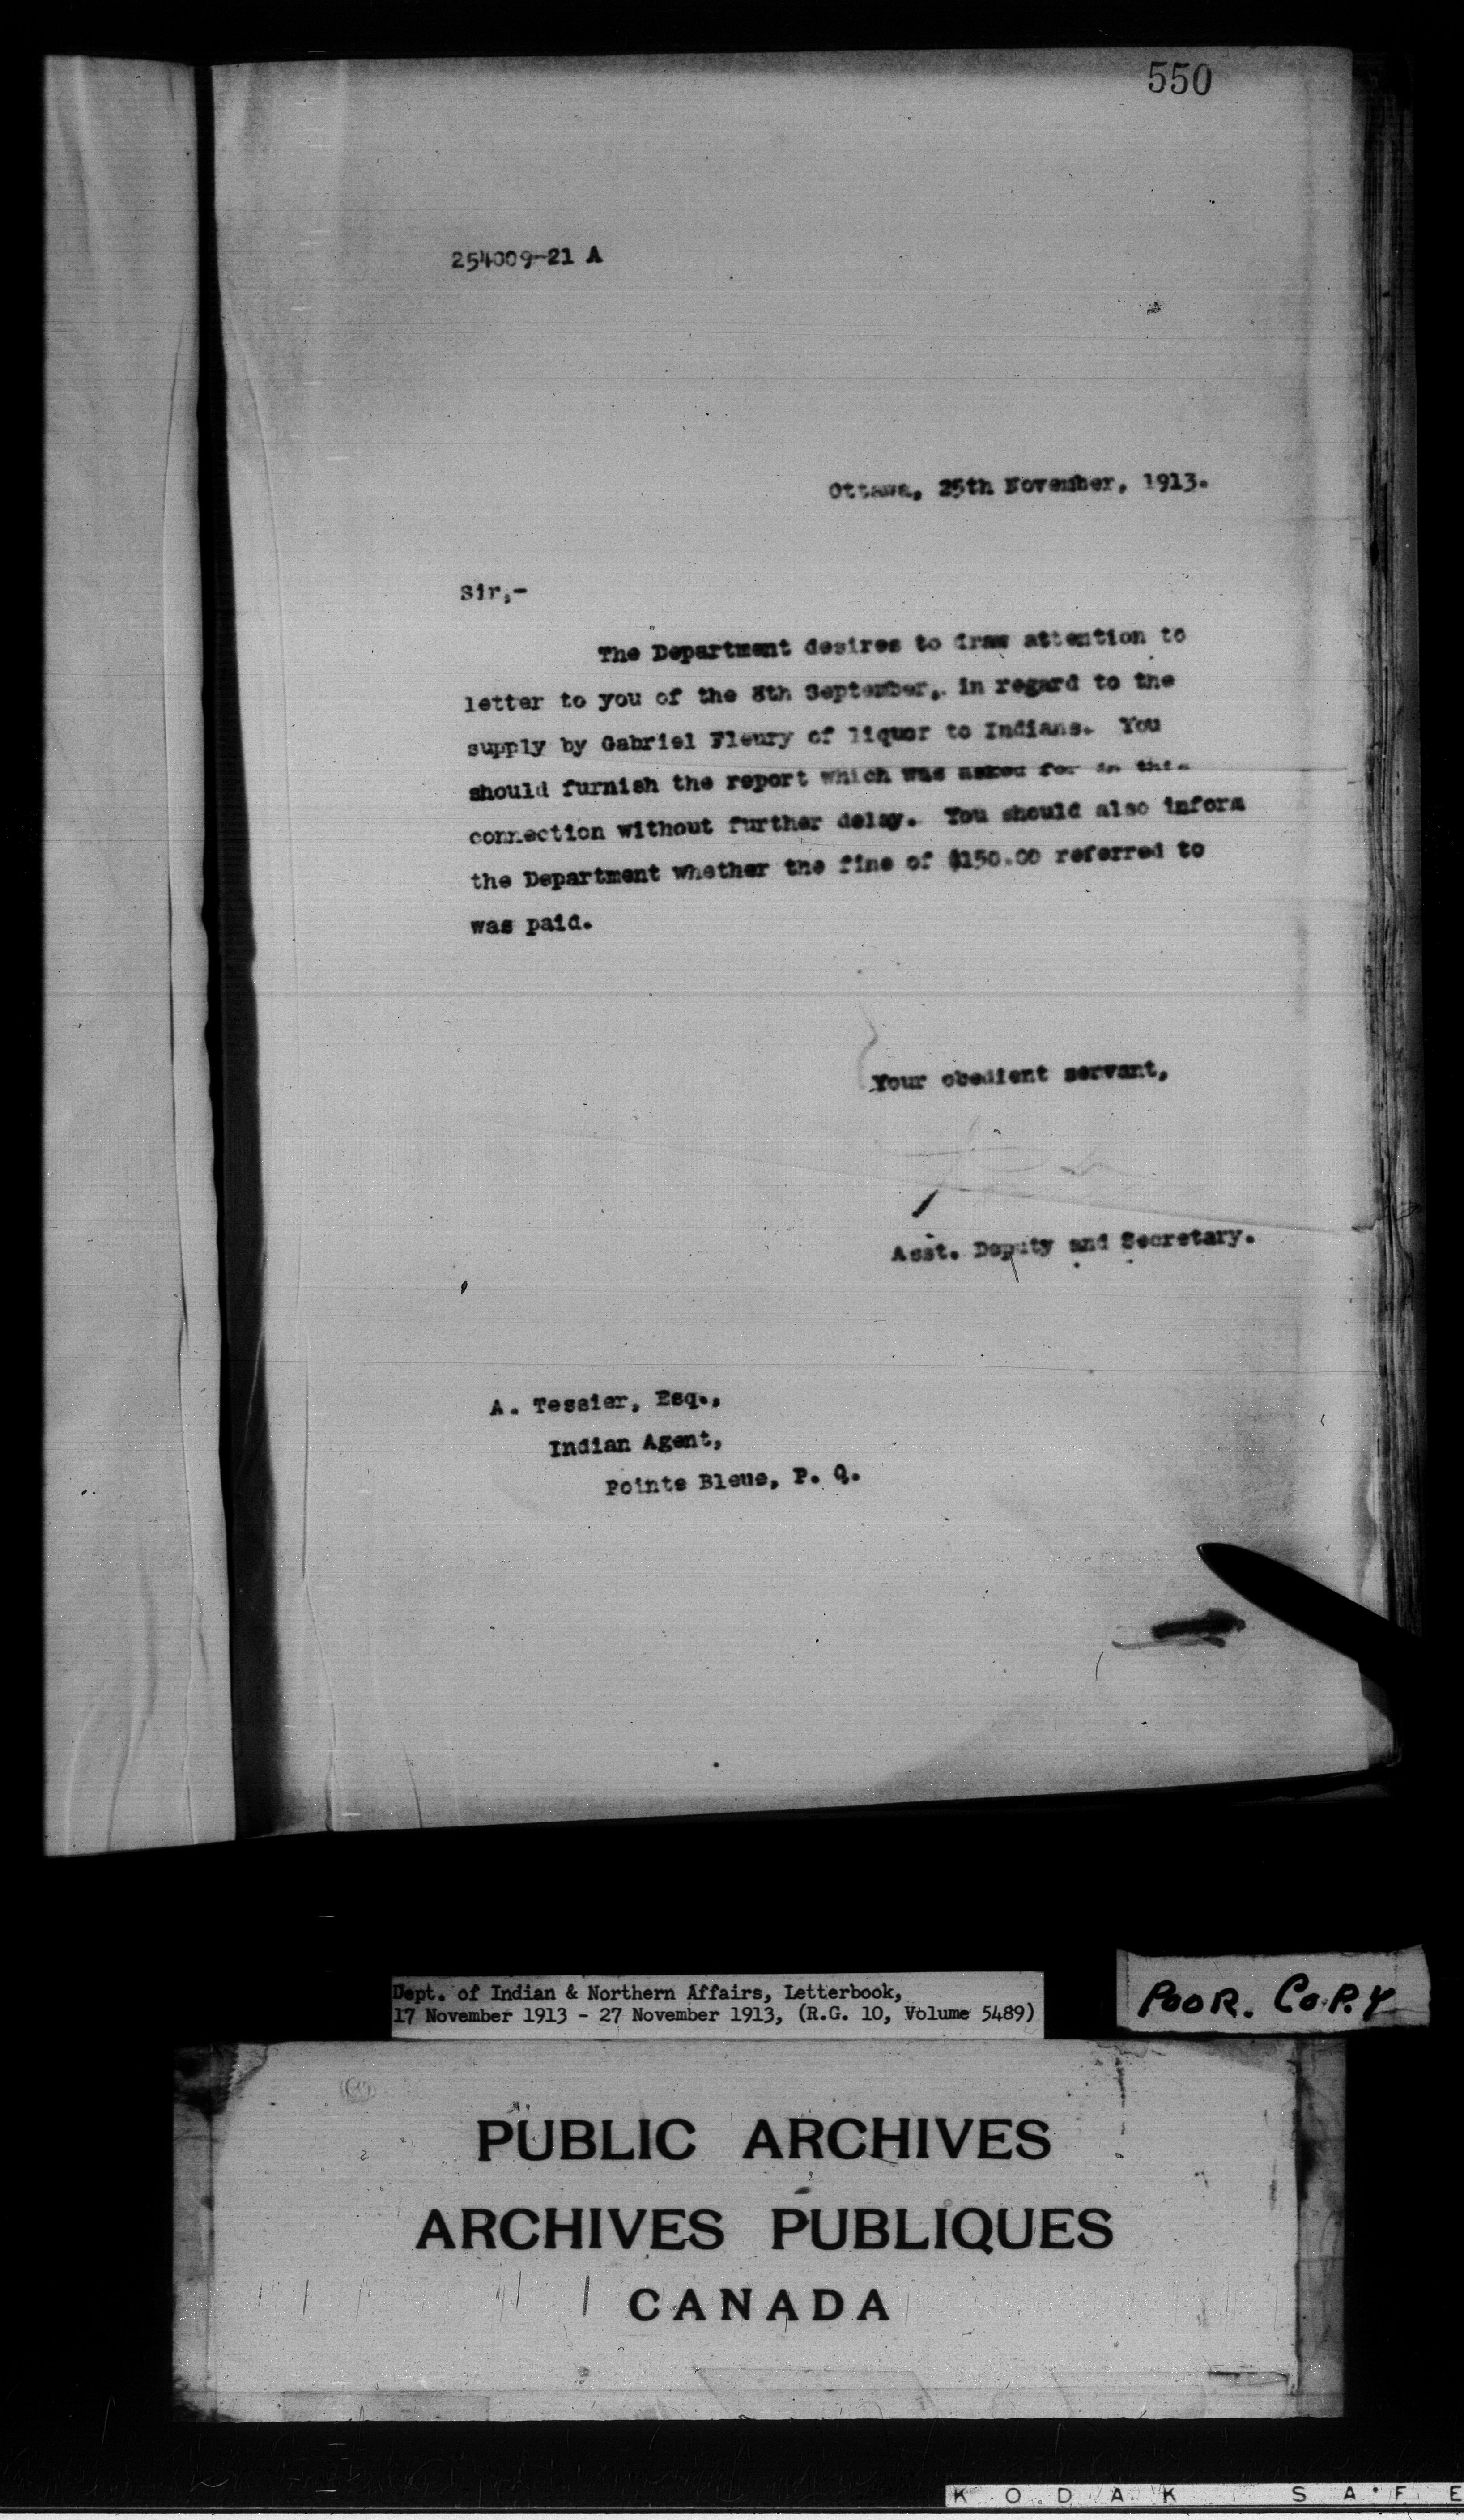 550
254009-21 A
Ottawa, 25th November, 1913.
Sir,-
The Department desires to draw attention to
letter to you of the 8th September, in regard to the
supply by Gabriel Fleury of liquor to Indians. You
should furnish the report which was asked for in this
connection without further delay. You should also inform
the Department whether the fine of $150.00 referred to
was paid.
Your obedient servant,
Asst. Deputy and Secretary.
A. Tessier, Esq.,
Indian Agent,
Pointe Bleue, P. Q.
Dept. of Indian & Northern Affairs, Letterbook,
17 November 1913 - 27 November 1913, (R.G. 10, Volume 5489)
POOR. COPY
PUBLIC ARCHIVES
ARCHIVES PUBLIQUES
CANADA
KODAK SAFE